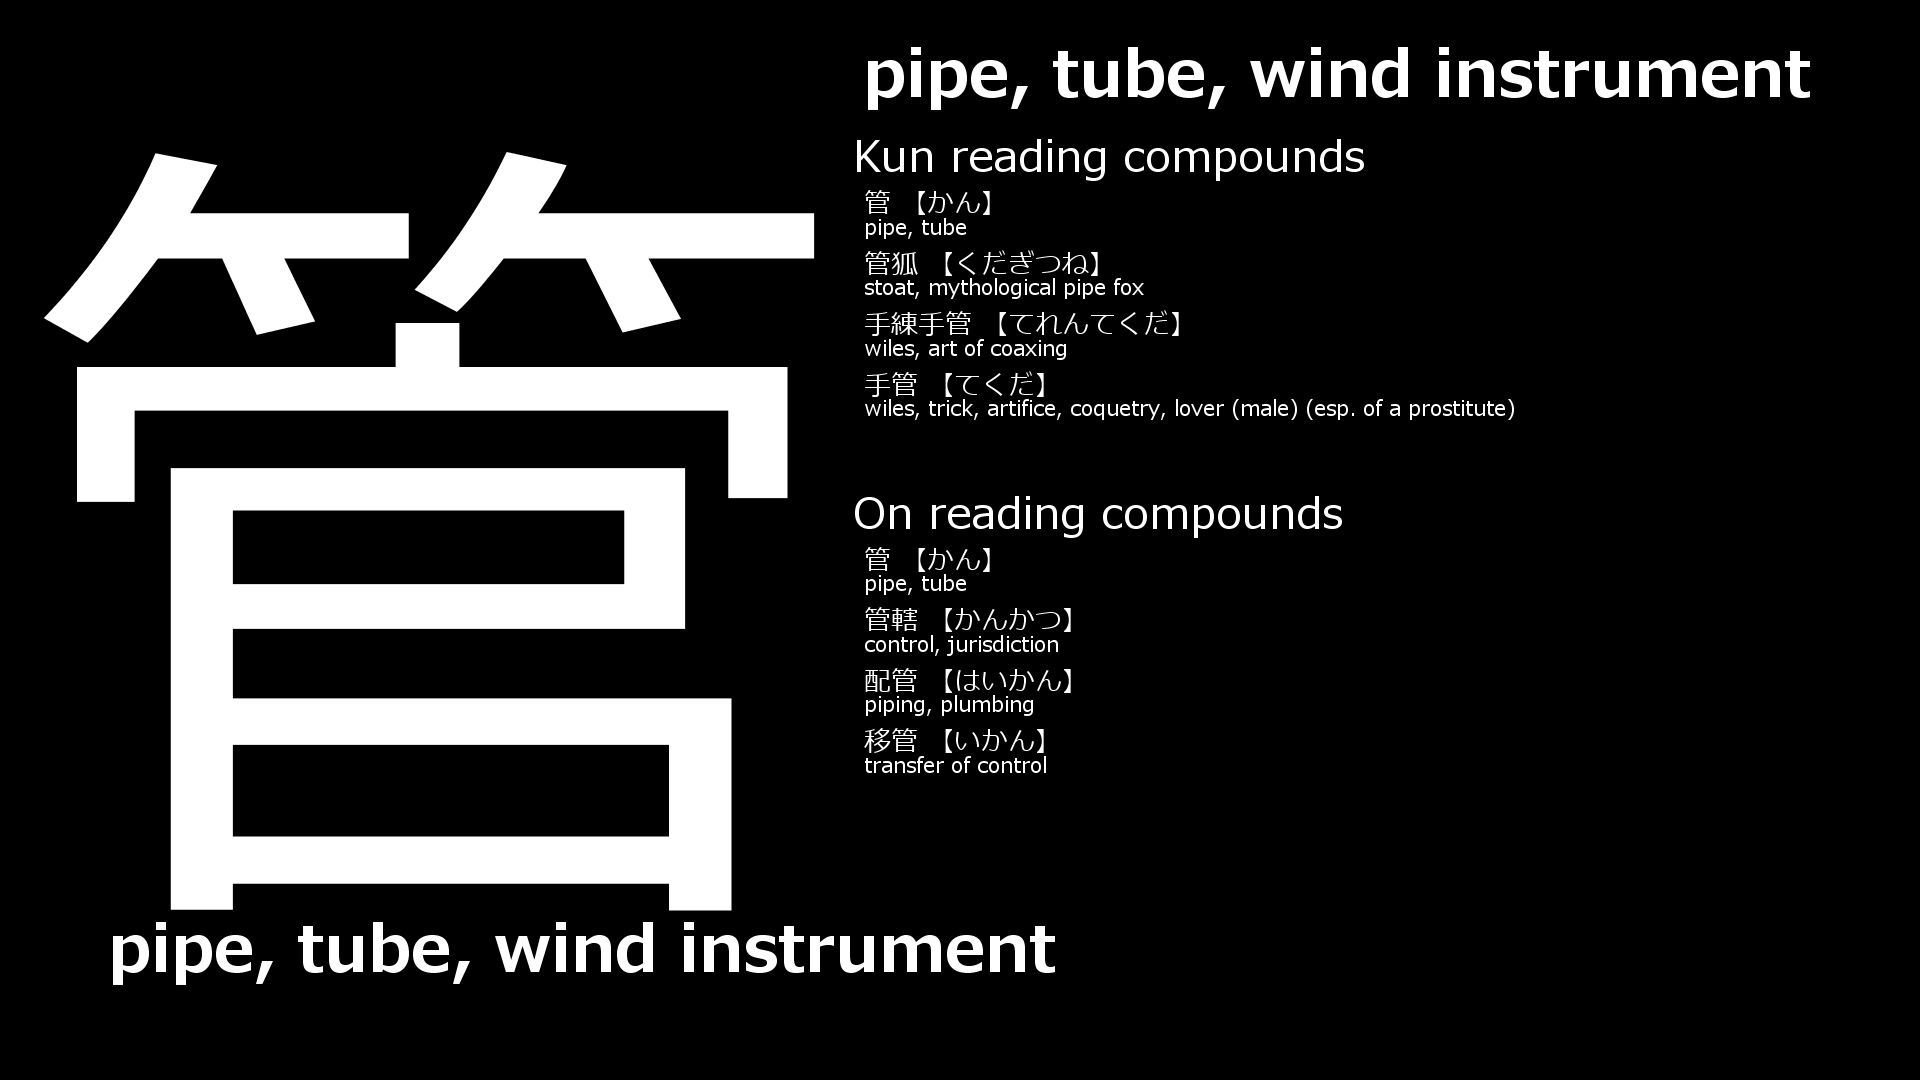 管
pipe, tube, wind instrument
pipe, tube, wind instrument
Kun reading compounds
管 【かん】
pipe, tube
管狐 【くだぎつね】
stoat, mythological pipe fox
手練手管 【てれんてくだ】
wiles, art of coaxing
手管 【てくだ】
wiles, trick, artifice, coquetry, lover (male) (esp. of a prostitute)
On reading compounds
管 【かん】
pipe, tube
管轄 【かんかつ】
control, jurisdiction
配管 【はいかん】
piping, plumbing
移管 【いかん】
transfer of control